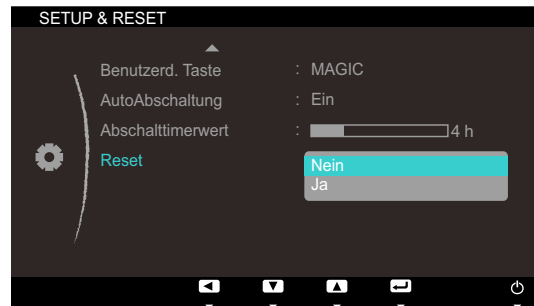 SETUP & RESET
Benutzerd. Taste : MAGIC
AutoAbschaltung : Ein
Abschalttimerwert : 4 h
Reset
Nein
Ja